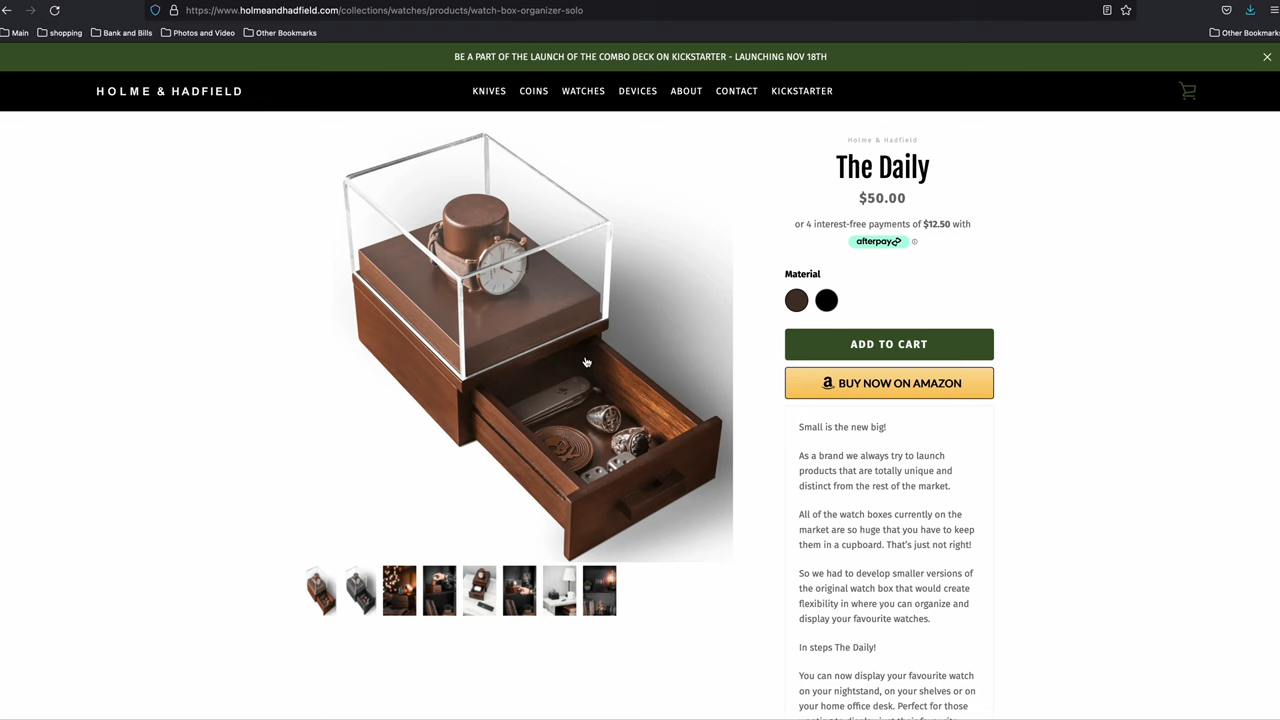 https://www.holmeandhadfield.com/collections/watches/products/watch-box-organizer-solo
Main shopping Bank and Bills Photos and Video Other Bookmarks Other Bookmarks
BE A PART OF THE LAUNCH OF THE COMBO DECK ON KICKSTARTER - LAUNCHING NOV 18TH
HOLME & HADFIELD KNIVES COINS WATCHES DEVICES ABOUT CONTACT KICKSTARTER
Holme & Hadfield
The Daily
$50.00
or 4 interest-free payments of $12.50 with
afterpay
Material
ADD TO CART
BUY NOW ON AMAZON
Small is the new big!
As a brand we always try to launch
products that are totally unique and
distinct from the rest of the market.
All of the watch boxes currently on the
market are so huge that you have to keep
them in a cupboard. That's just not right!
So we had to develop smaller versions of
the original watch box that would create
flexibility in where you can organize and
display your favourite watches.
In steps The Daily!
You can now display your favourite watch
on your nightstand, on your shelves or on
your home office desk. Perfect for those